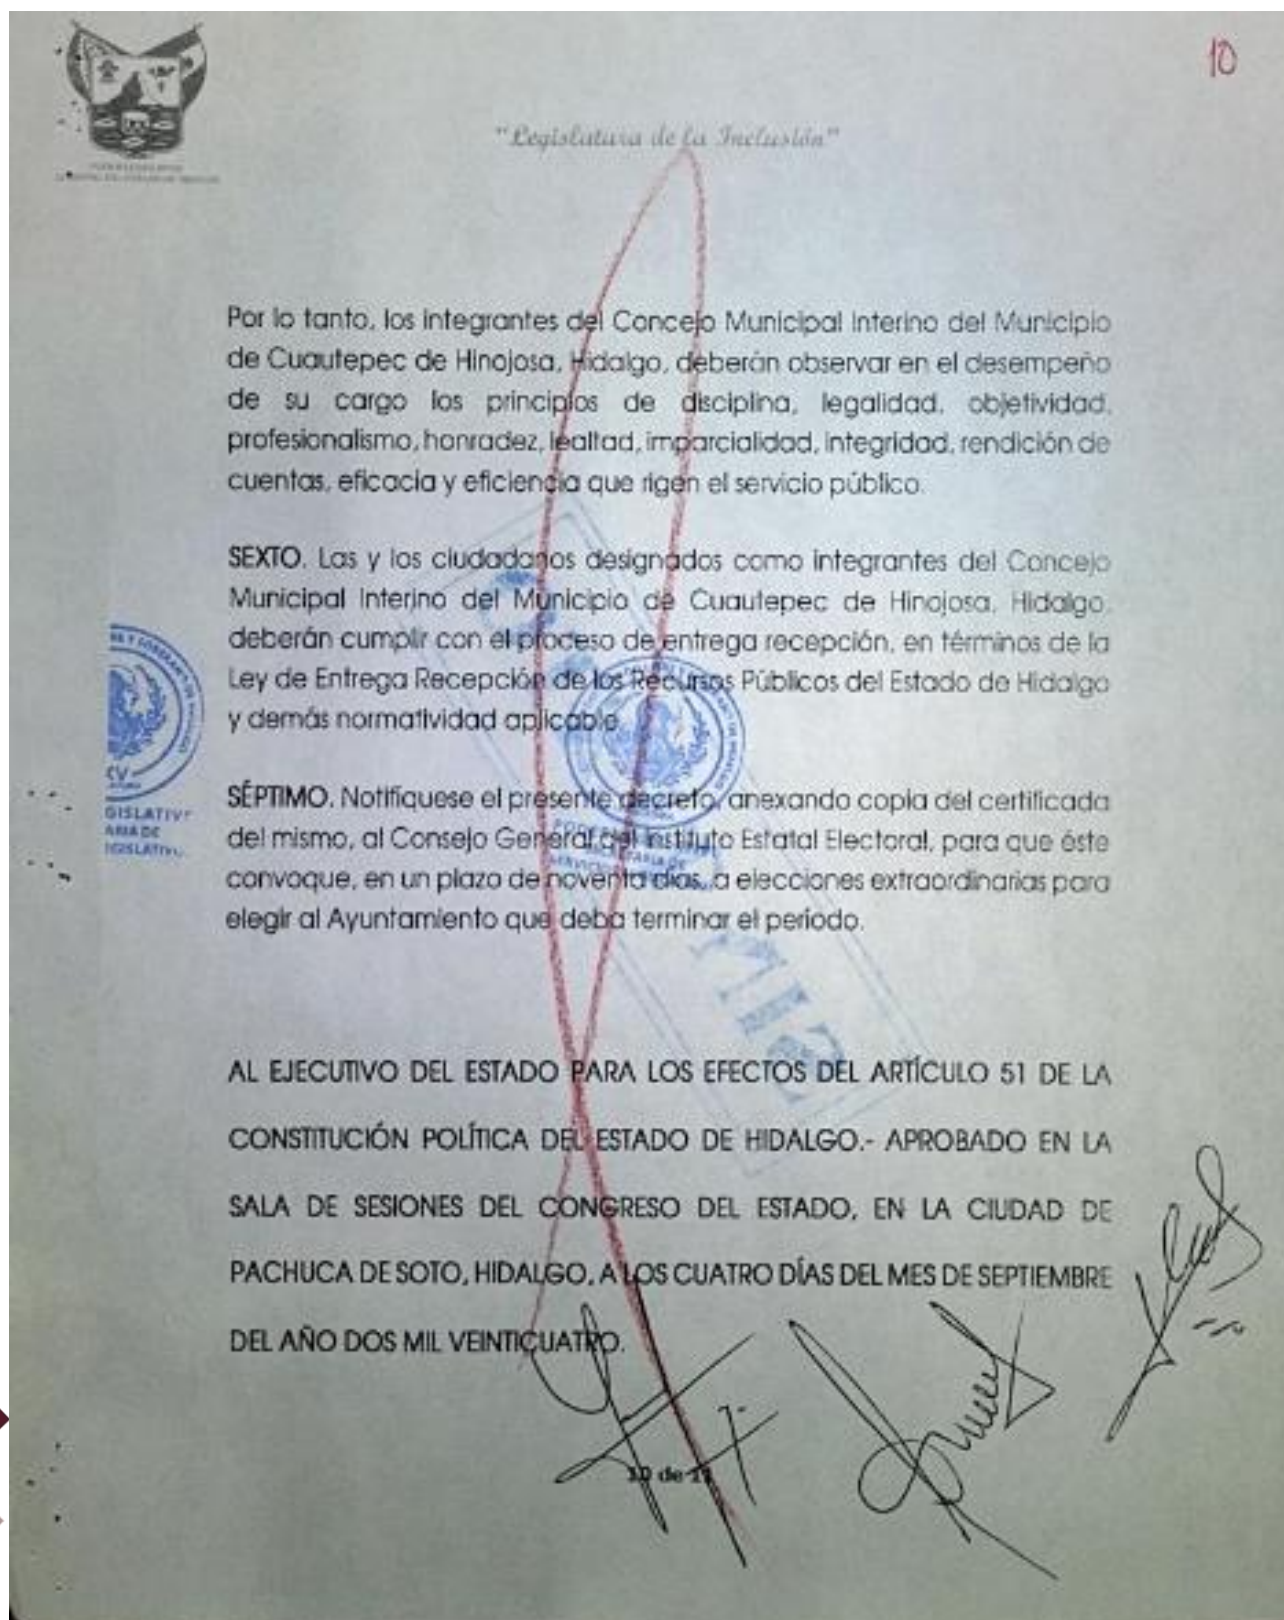 10
"Legislatura de la Inclusión"
Por lo tanto, los integrantes del Concejo Municipal Interino del Municipio
de Cuautepec de Hinojosa, Hidalgo, deberán observar en el desempeño
de su cargo los principios de disciplina, legalidad, objetividad,
profesionalismo, honradez, lealtad, imparcialidad, integridad, rendición de
cuentas, eficacia y eficiencia que rigen el servicio público.
SEXTO. Las y los ciudadanos designados como integrantes del Concejo
Municipal Interino del Municipio de Cuautepec de Hinojosa, Hidalgo,
deberán cumplir con el proceso de entrega recepción, en términos de la
Ley de Entrega Recepción de los Recursos Públicos del Estado de Hidalgo
y demás normatividad aplicable.
SÉPTIMO. Notifíquese el presente decreto, anexando copia del certificada
del mismo, al Consejo General del Instituto Estatal Electoral, para que éste
convoque, en un plazo de noventa días, a elecciones extraordinarias para
elegir al Ayuntamiento que deba terminar el periodo.
AL EJECUTIVO DEL ESTADO PARA LOS EFECTOS DEL ARTÍCULO 51 DE LA
CONSTITUCIÓN POLÍTICA DEL ESTADO DE HIDALGO.- APROBADO EN LA
SALA DE SESIONES DEL CONGRESO DEL ESTADO, EN LA CIUDAD DE
PACHUCA DE SOTO, HIDALGO, A LOS CUATRO DÍAS DEL MES DE SEPTIEMBRE
DEL AÑO DOS MIL VEINTICUATRO.
10 de 11